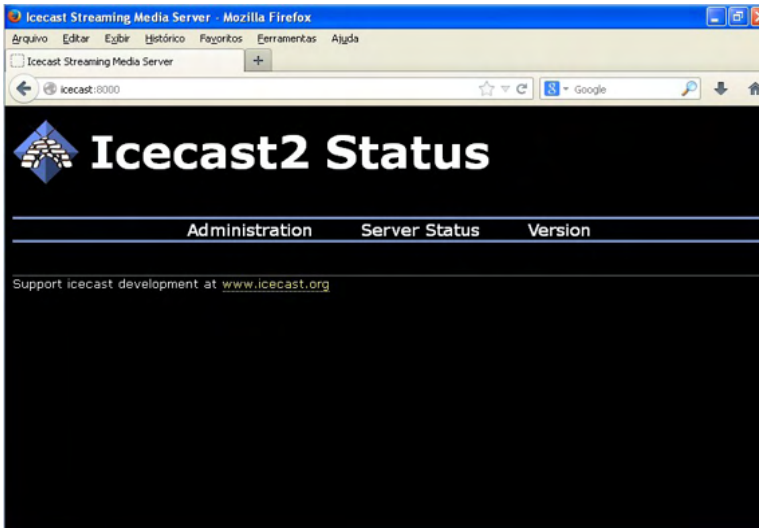 Icecast Streaming Media Server - Mozilla Firefox
Arquivo Editar Exibir Histórico Favoritos Ferramentas Ajuda
Icecast Streaming Media Server +
icecast:8000 8 Google
Icecast2 Status
Administration Server Status Version
Support icecast development at www.icecast.org